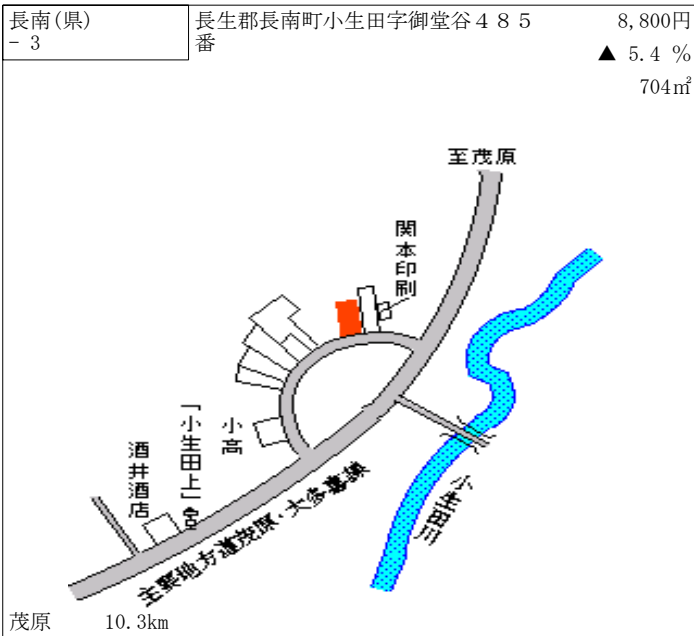 長南(県)
- 3
長生郡長南町小生田字御堂谷４８５
番
8,800円
▲ 5.4 %
704㎡
至茂原
関本印刷
小高
「小生田上」
酒井酒店
小生田川
主要地方道茂原・大多喜線
茂原 10.3km